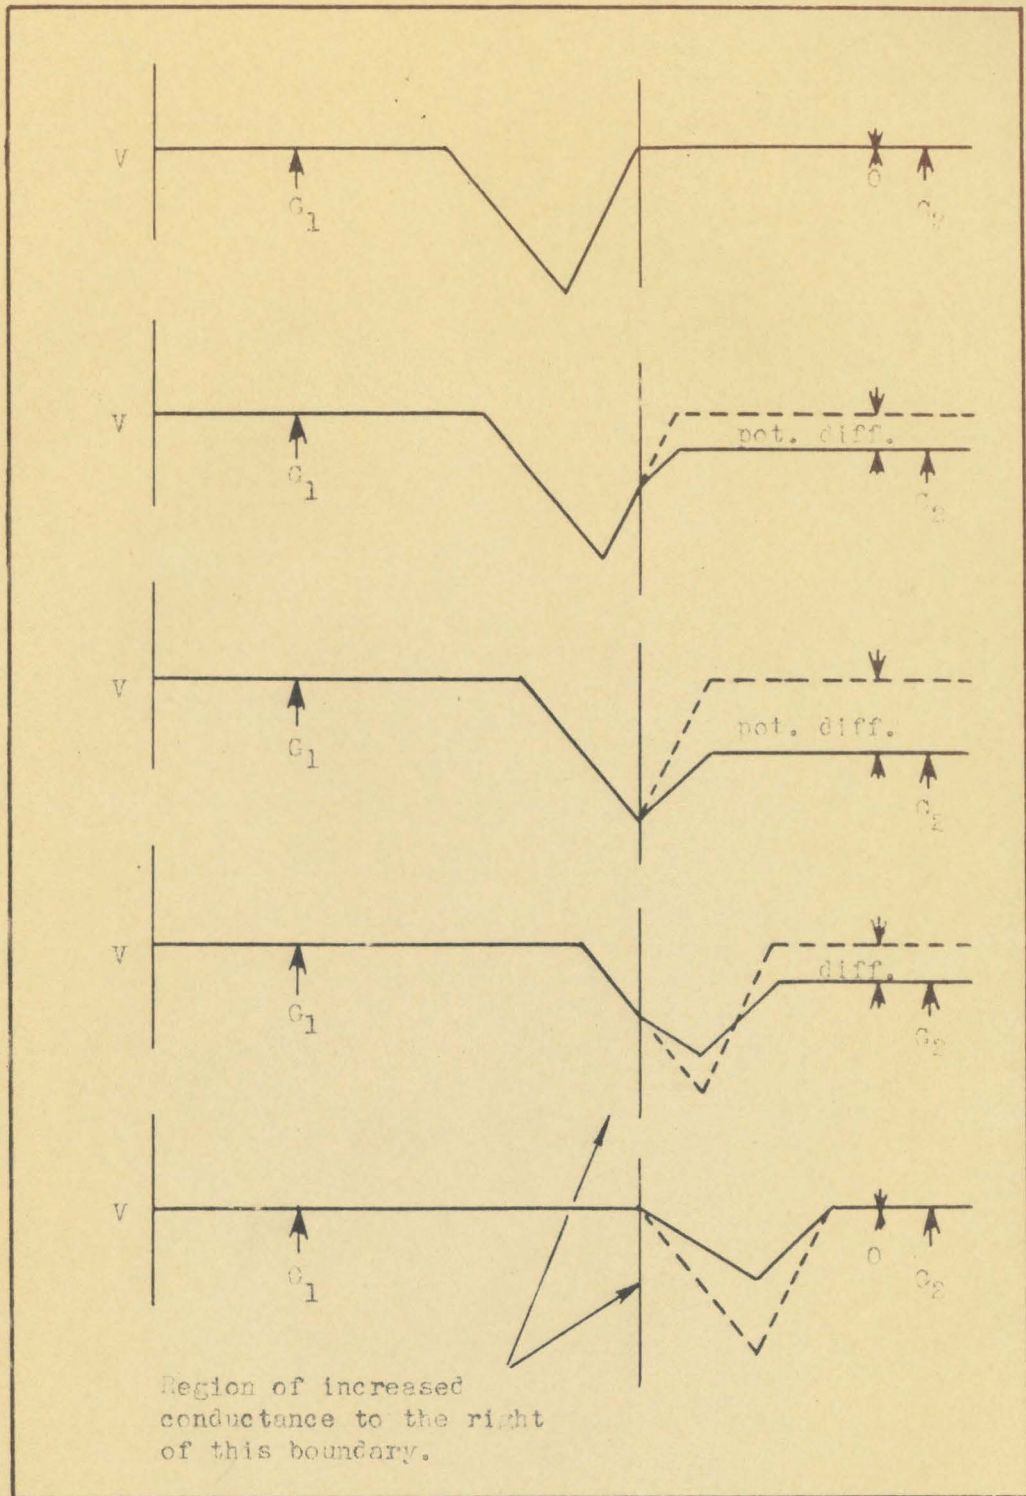 V
G1
0
G2
V
pot. diff.
G1
G2
V
pot. diff.
G1
G2
V
diff.
G1
G2
V
0
G1
G2
Region of increased
conductance to the right
of this boundary.